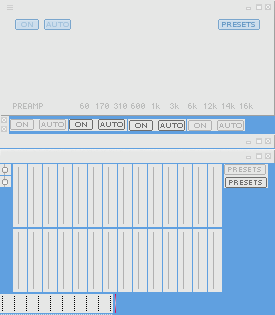 ON AUTO PRESETS
PREAMP 60 170 310 600 1k 3k 6k 12k 14k 16k
ON AUTO ON AUTO ON AUTO ON AUTO
PRESETS
PRESETS